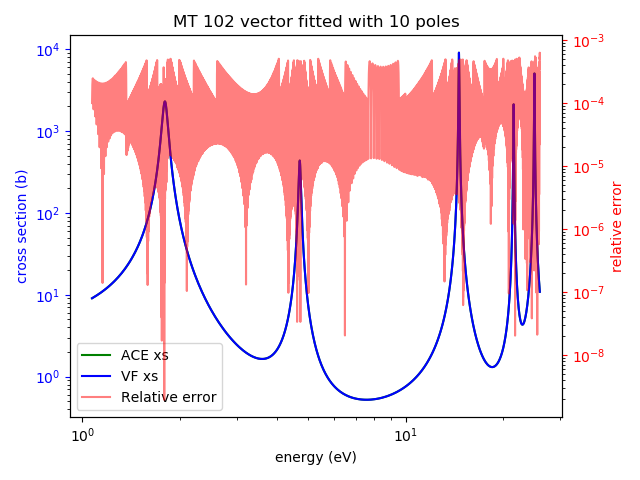 MT 102 vector fitted with 10 poles
10⁴
10³
10²
10¹
10⁰
cross section (b)
10⁻³
10⁻⁴
10⁻⁵
10⁻⁶
10⁻⁷
10⁻⁸
relative error
ACE xs
VF xs
Relative error
10⁰
10¹
energy (eV)